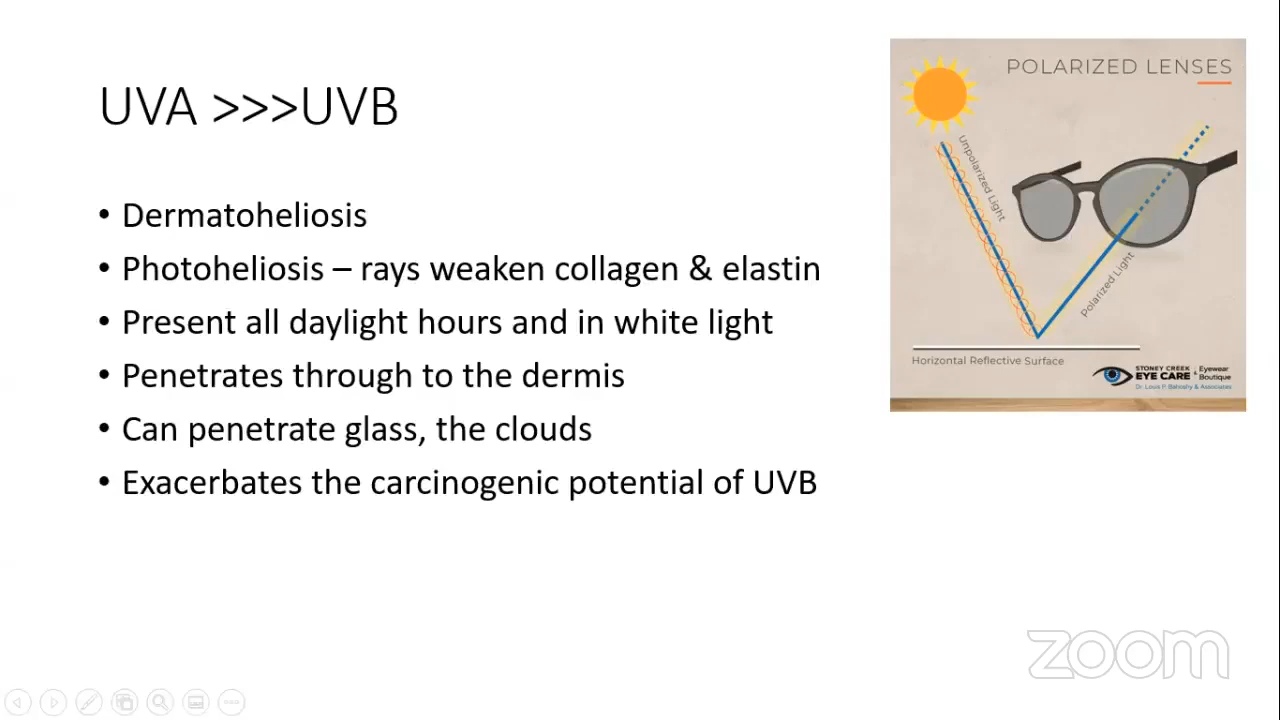 UVA >>>UVB
• Dermatoheliosis
• Photoheliosis – rays weaken collagen & elastin
• Present all daylight hours and in white light
• Penetrates through to the dermis
• Can penetrate glass, the clouds
• Exacerbates the carcinogenic potential of UVB
POLARIZED LENSES
Unpolarized Light
Polarized Light
Horizontal Reflective Surface
STONEY CREEK
EYE CARE & Eyewear Boutique
Dr. Louis P. Bahoshy & Associates
zoom